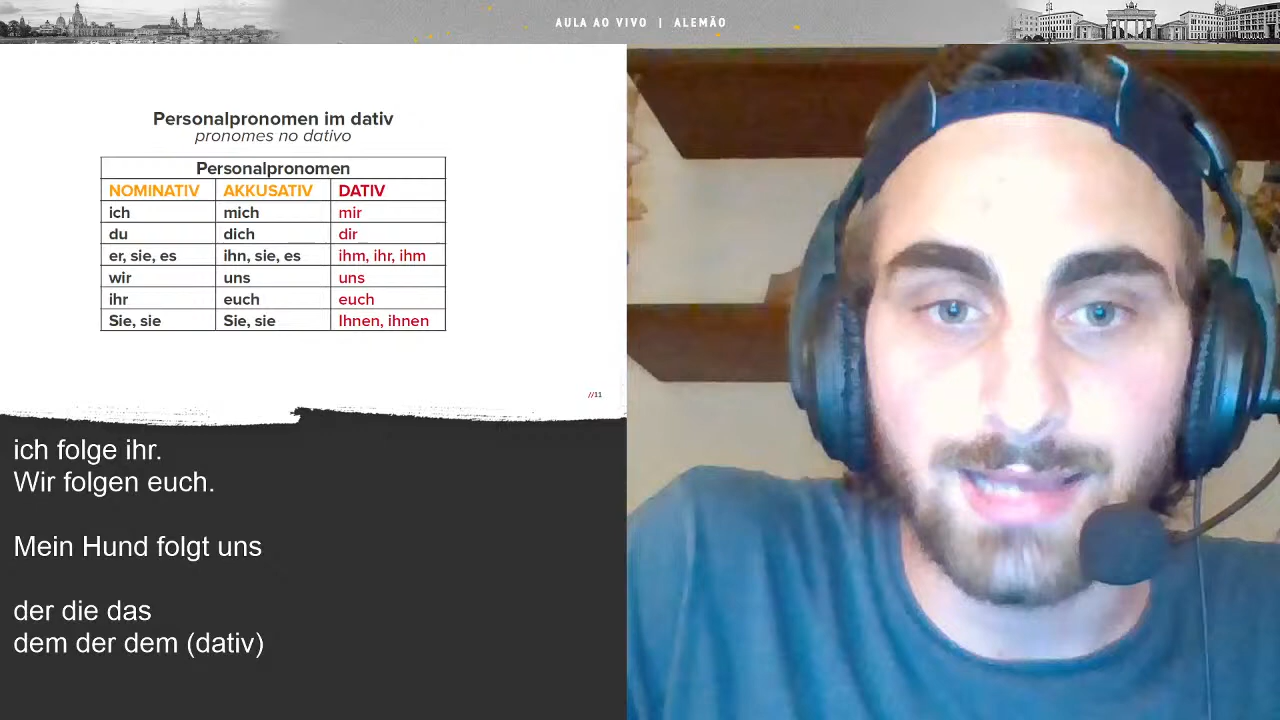 AULA AO VIVO | ALEMÃO
Personalpronomen im dativ
pronomes no dativo
Personalpronomen
NOMINATIV AKKUSATIV DATIV
ich mich mir
du dich dir
er, sie, es ihn, sie, es ihm, ihr, ihm
wir uns uns
ihr euch euch
Sie, sie Sie, sie Ihnen, ihnen
//11
ich folge ihr.
Wir folgen euch.
Mein Hund folgt uns
der die das
dem der dem (dativ)